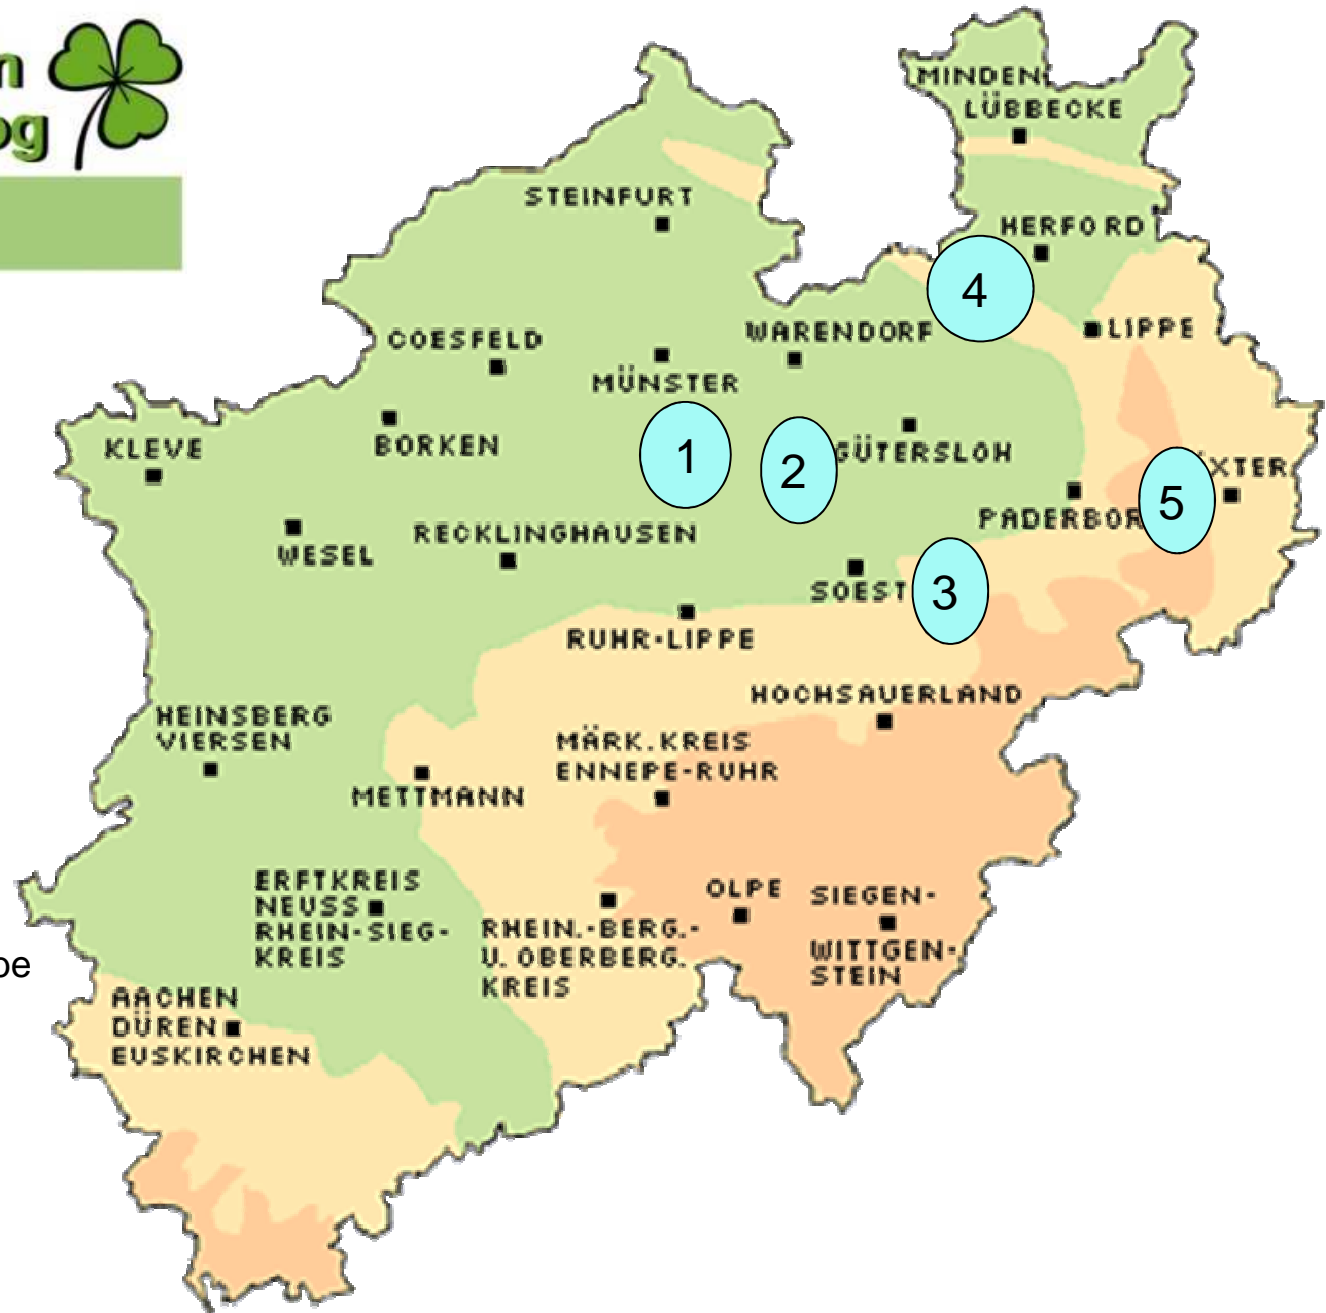 n
og
MINDEN
LÜBBECKE
STEINFURT
HERFORD
4
COESFELD
WARENDORF
LIPPE
MÜNSTER
KLEVE
BORKEN
1
2
GÜTERSLOH
XTER
5
WESEL
RECKLINGHAUSEN
PADERBOR
SOEST
3
RUHR-LIPPE
HOCHSAUERLAND
HEINSBERG
VIERSEN
MÄRK.KREIS
ENNEPE-RUHR
METTMANN
ERFTKREIS
NEUSS
RHEIN-SIEG-
KREIS
OLPE
SIEGEN-
WITTGEN-
STEIN
RHEIN.-BERG.-
U. OBERBERG.
KREIS
be
AACHEN
DÜREN
EUSKIRCHEN